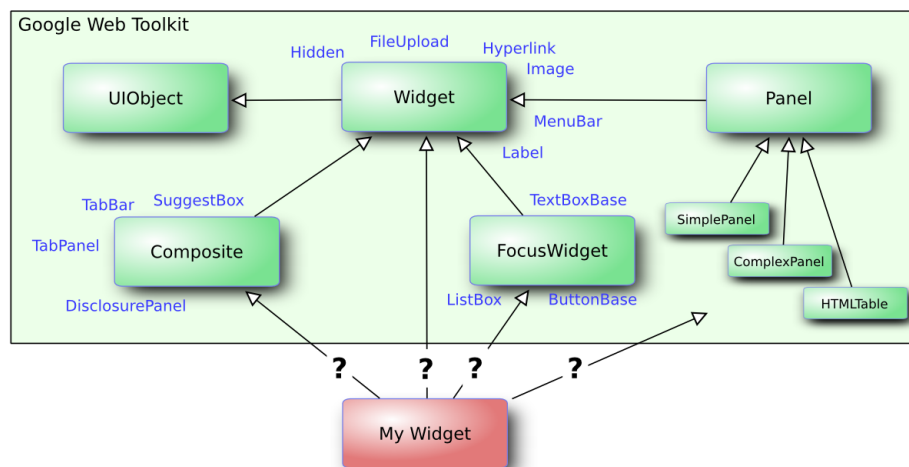 Google Web Toolkit
FileUpload
Hidden
Hyperlink
Image
UIObject
Widget
Panel
MenuBar
Label
SuggestBox
TabBar
TextBoxBase
SimplePanel
TabPanel
Composite
FocusWidget
ComplexPanel
DisclosurePanel
ListBox
ButtonBase
HTMLTable
? ? ? ?
My Widget